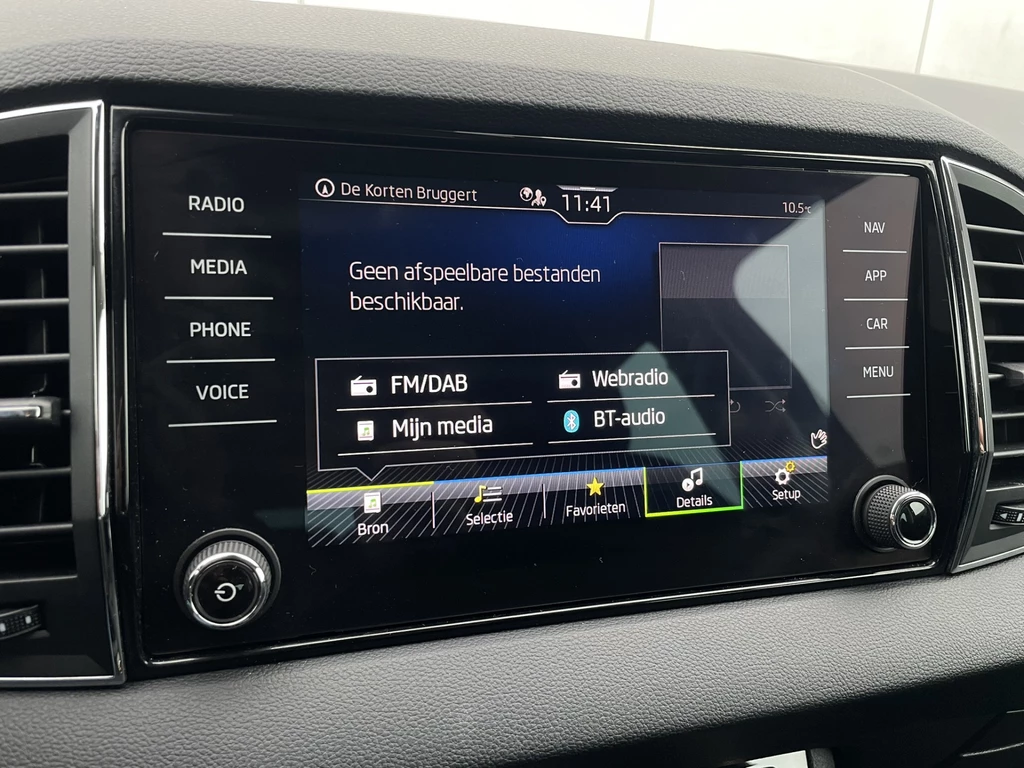 RADIO
MEDIA
PHONE
VOICE
De Korten Bruggert
11:41
10.5°C
Geen afspeelbare bestanden
beschikbaar.
FM/DAB
Webradio
Mijn media
BT-audio
Bron
Selectie
Favorieten
Details
Setup
NAV
APP
CAR
MENU